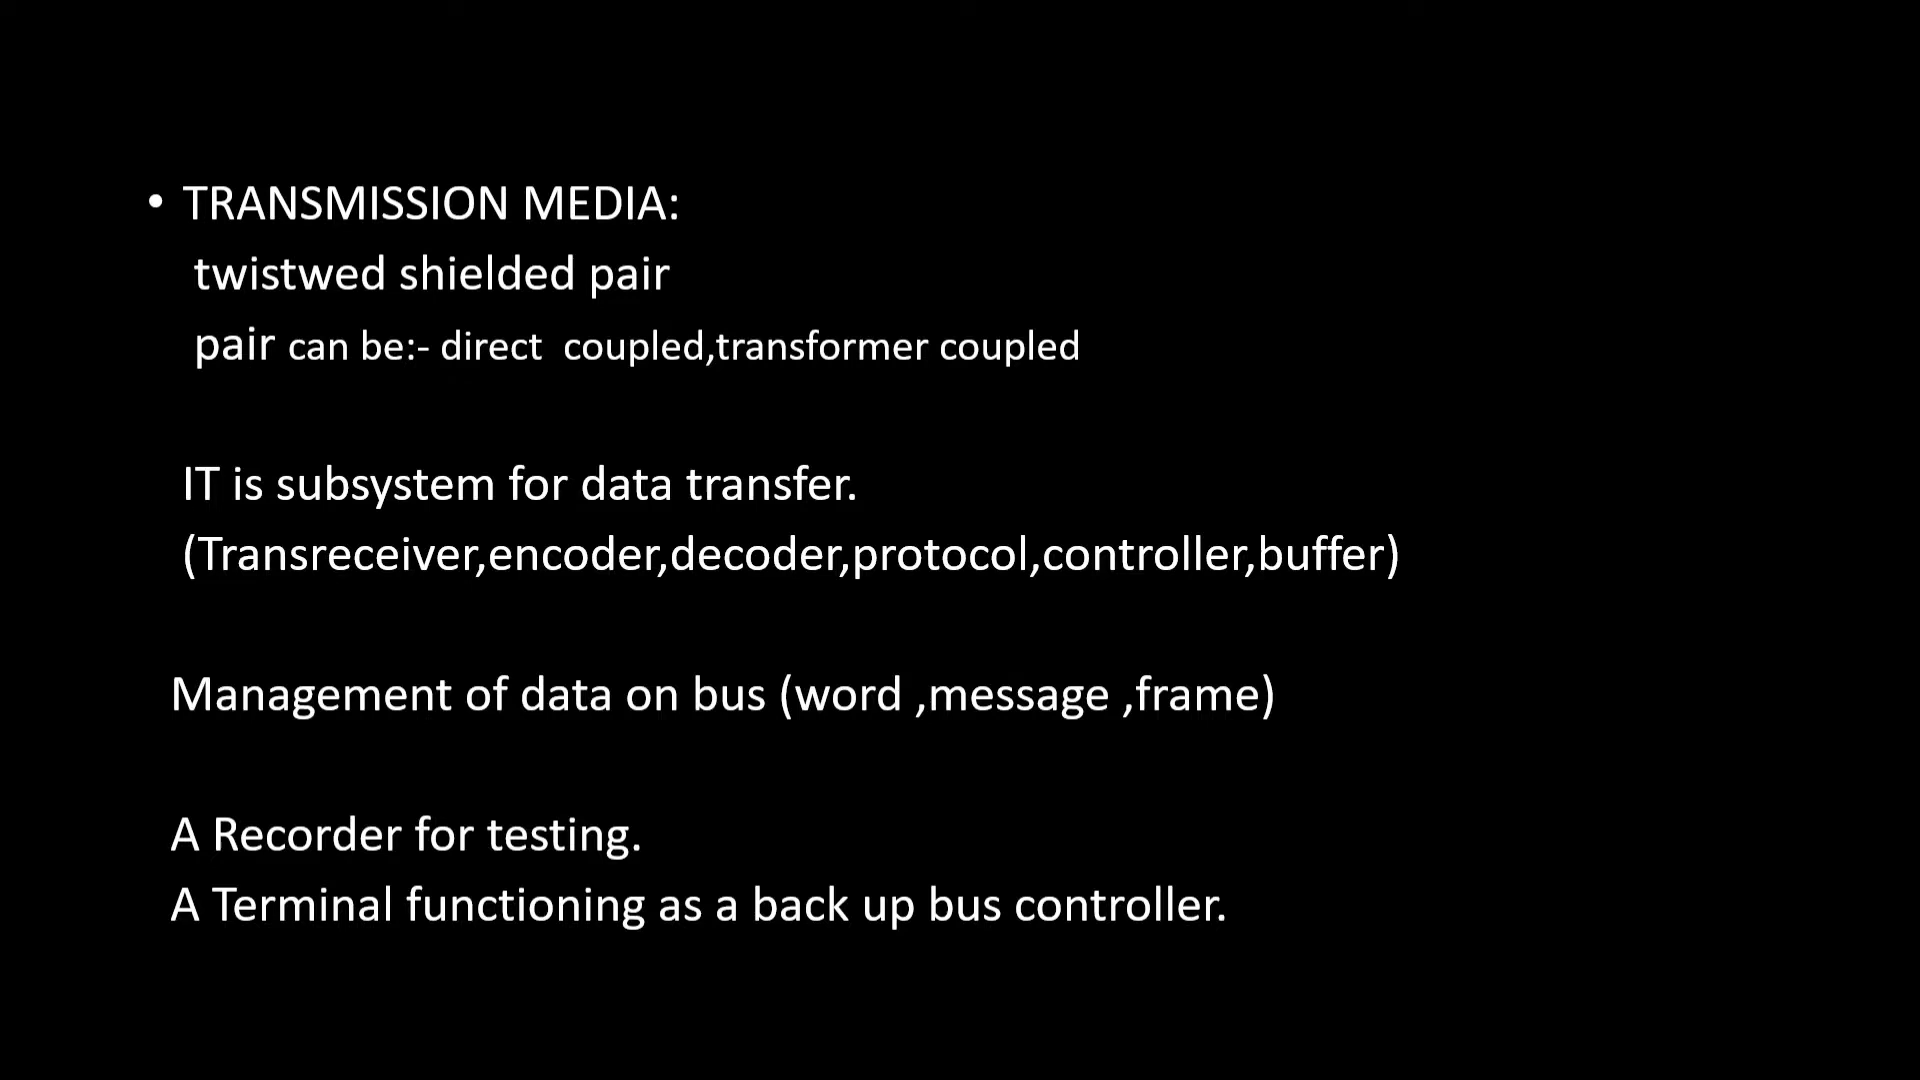 • TRANSMISSION MEDIA:
twistwed shielded pair
pair can be:- direct  coupled,transformer coupled
IT is subsystem for data transfer.
(Transreceiver,encoder,decoder,protocol,controller,buffer)
Management of data on bus (word ,message ,frame)
A Recorder for testing.
A Terminal functioning as a back up bus controller.